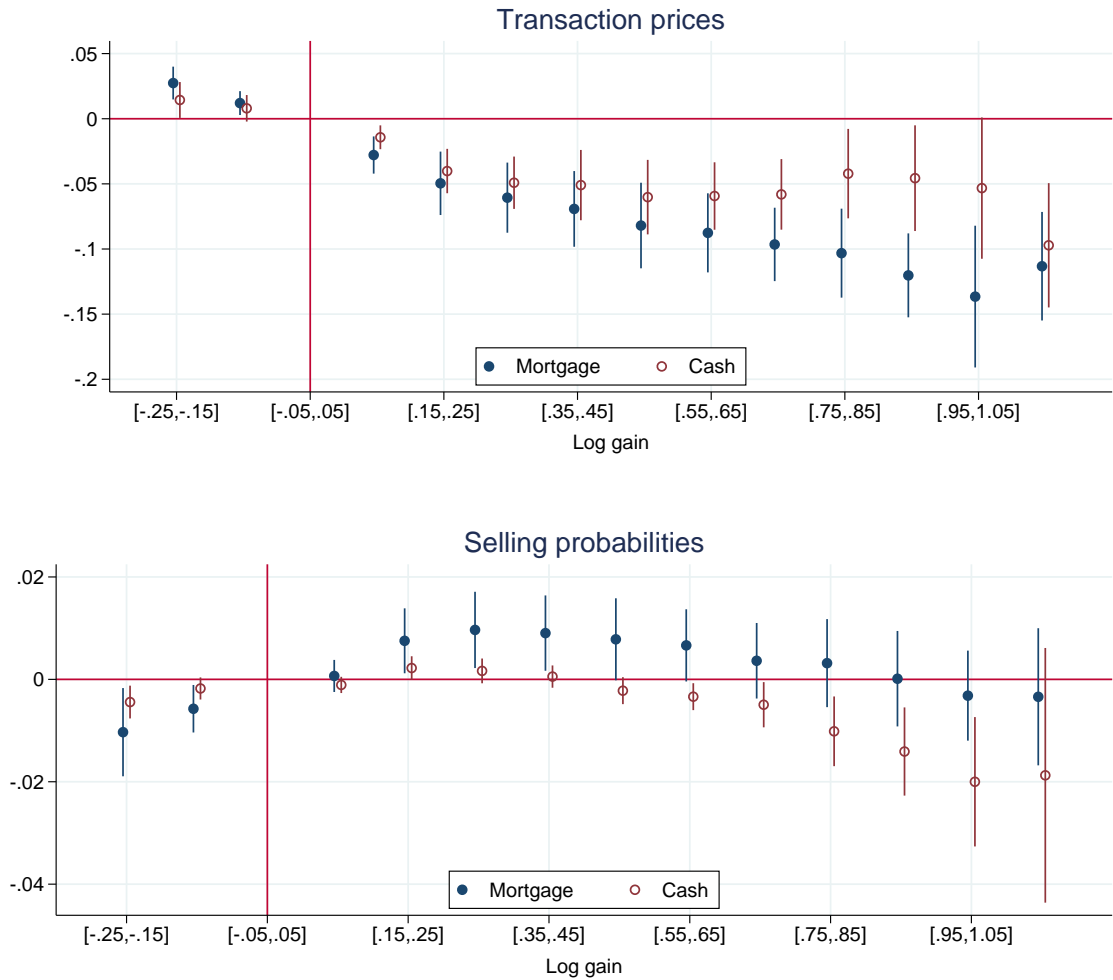 Transaction prices
.05
0
-.05
-.1
-.15
-.2
Mortgage Cash
[-.25,-.15] [-.05,.05] [.15,.25] [.35,.45] [.55,.65] [.75,.85] [.95,1.05]
Log gain
Selling probabilities
.02
0
-.02
-.04
Mortgage Cash
[-.25,-.15] [-.05,.05] [.15,.25] [.35,.45] [.55,.65] [.75,.85] [.95,1.05]
Log gain